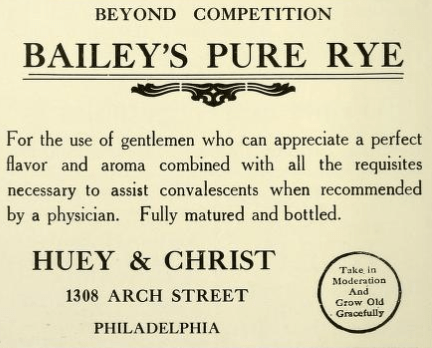 BEYOND COMPETITION
BAILEY'S PURE RYE
For the use of gentlemen who can appreciate a perfect
flavor and aroma combined with all the requisites
necessary to assist convalescents when recommended
by a physician. Fully matured and bottled.
HUEY & CHRIST
1308 ARCH STREET
PHILADELPHIA
Take in
Moderation
And
Grow Old
Gracefully